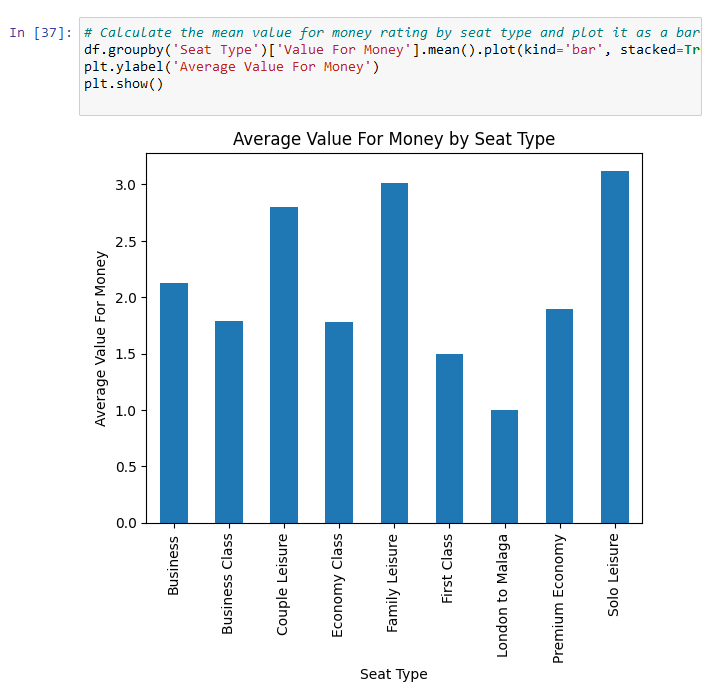 In [37]: # Calculate the mean value for money rating by seat type and plot it as a bar
df.groupby('Seat Type')['Value For Money'].mean().plot(kind='bar', stacked=Tr
plt.ylabel('Average Value For Money')
plt.show()
Average Value For Money by Seat Type
3.0
2.5
2.0
1.5
1.0
0.5
0.0
Average Value For Money
Business
Business Class
Couple Leisure
Economy Class
Family Leisure
First Class
London to Malaga
Premium Economy
Solo Leisure
Seat Type